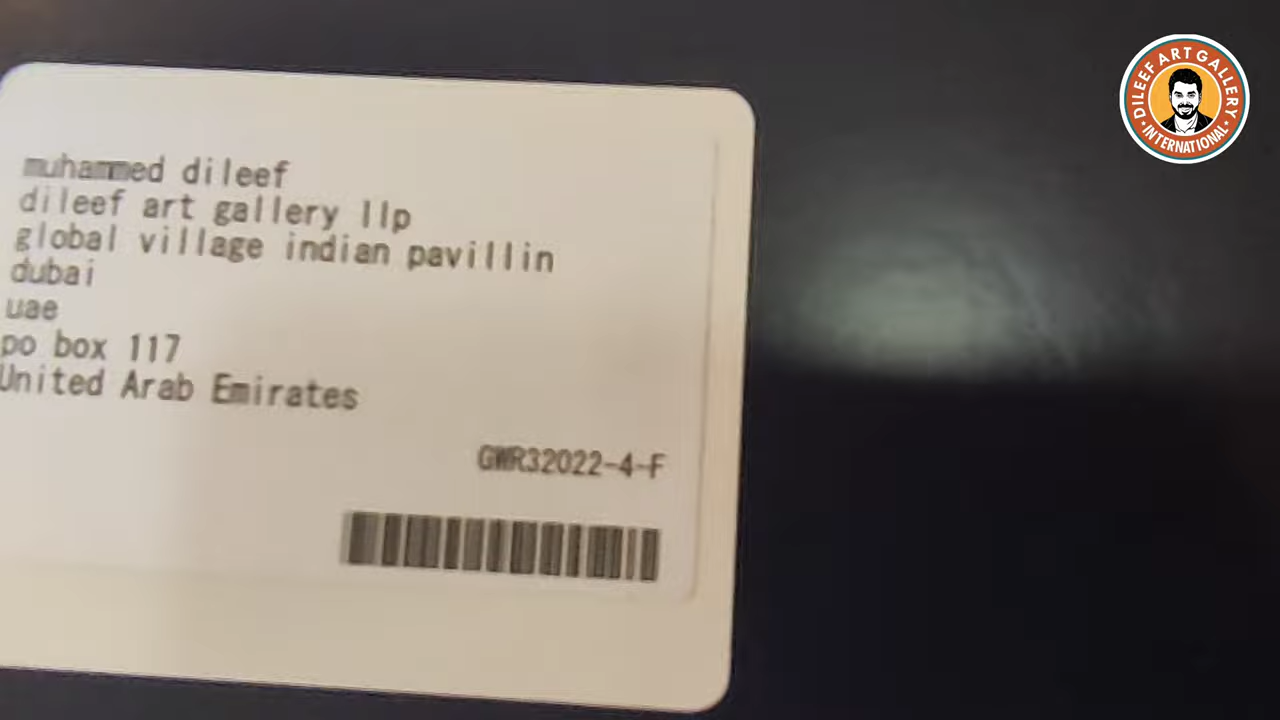 muhammed dileef
dileef art gallery llp
global village indian pavillin
dubai
uae
po box 117
United Arab Emirates
GWR32022-4-F
DILEEF ART GALLERY
INTERNATIONAL